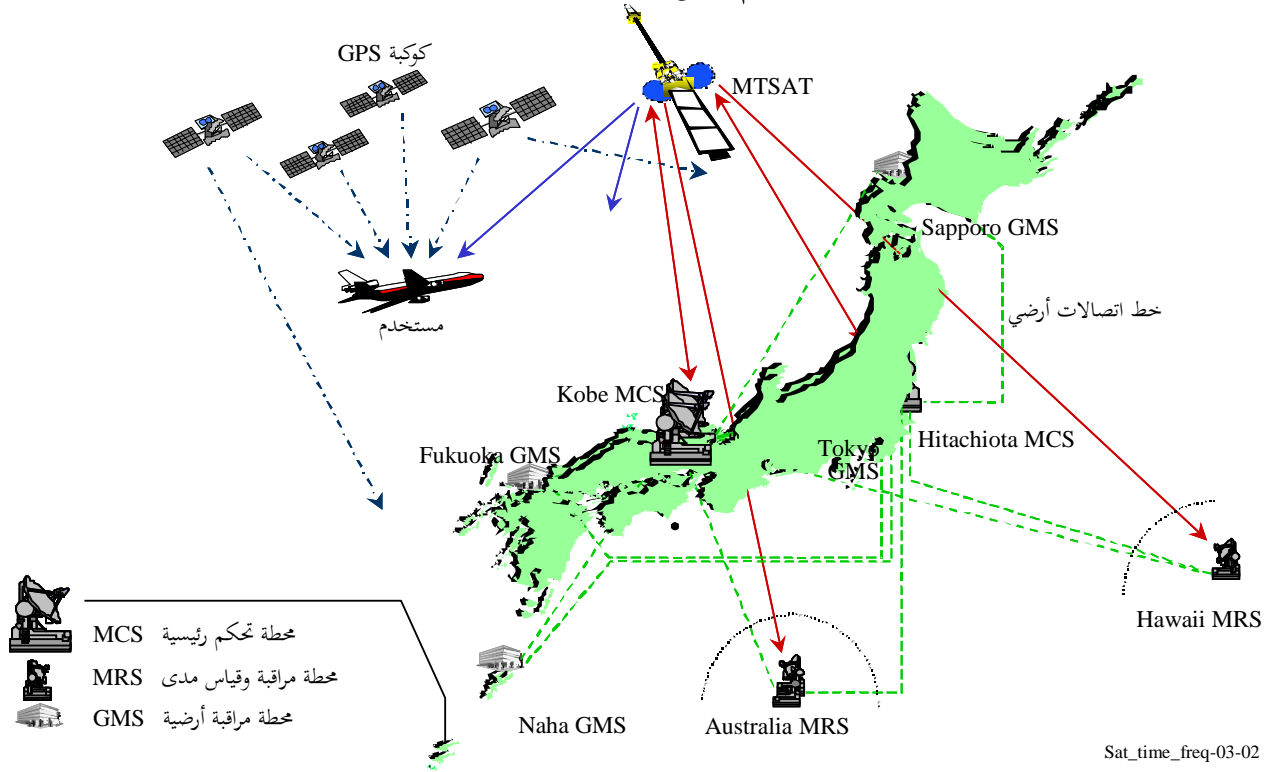 كوكبة GPS
MTSAT
Sapporo GMS
خط اتصالات أرضي
مستخدم
Kobe MCS
Hitachiota MCS
Tokyo
GMS
Fukuoka GMS
Hawaii MRS
MCS محطة تحكم رئيسية
MRS محطة مراقبة وقياس مدى
GMS محطة مراقبة أرضية
Naha GMS
Australia MRS
Sat_time_freq-03-02